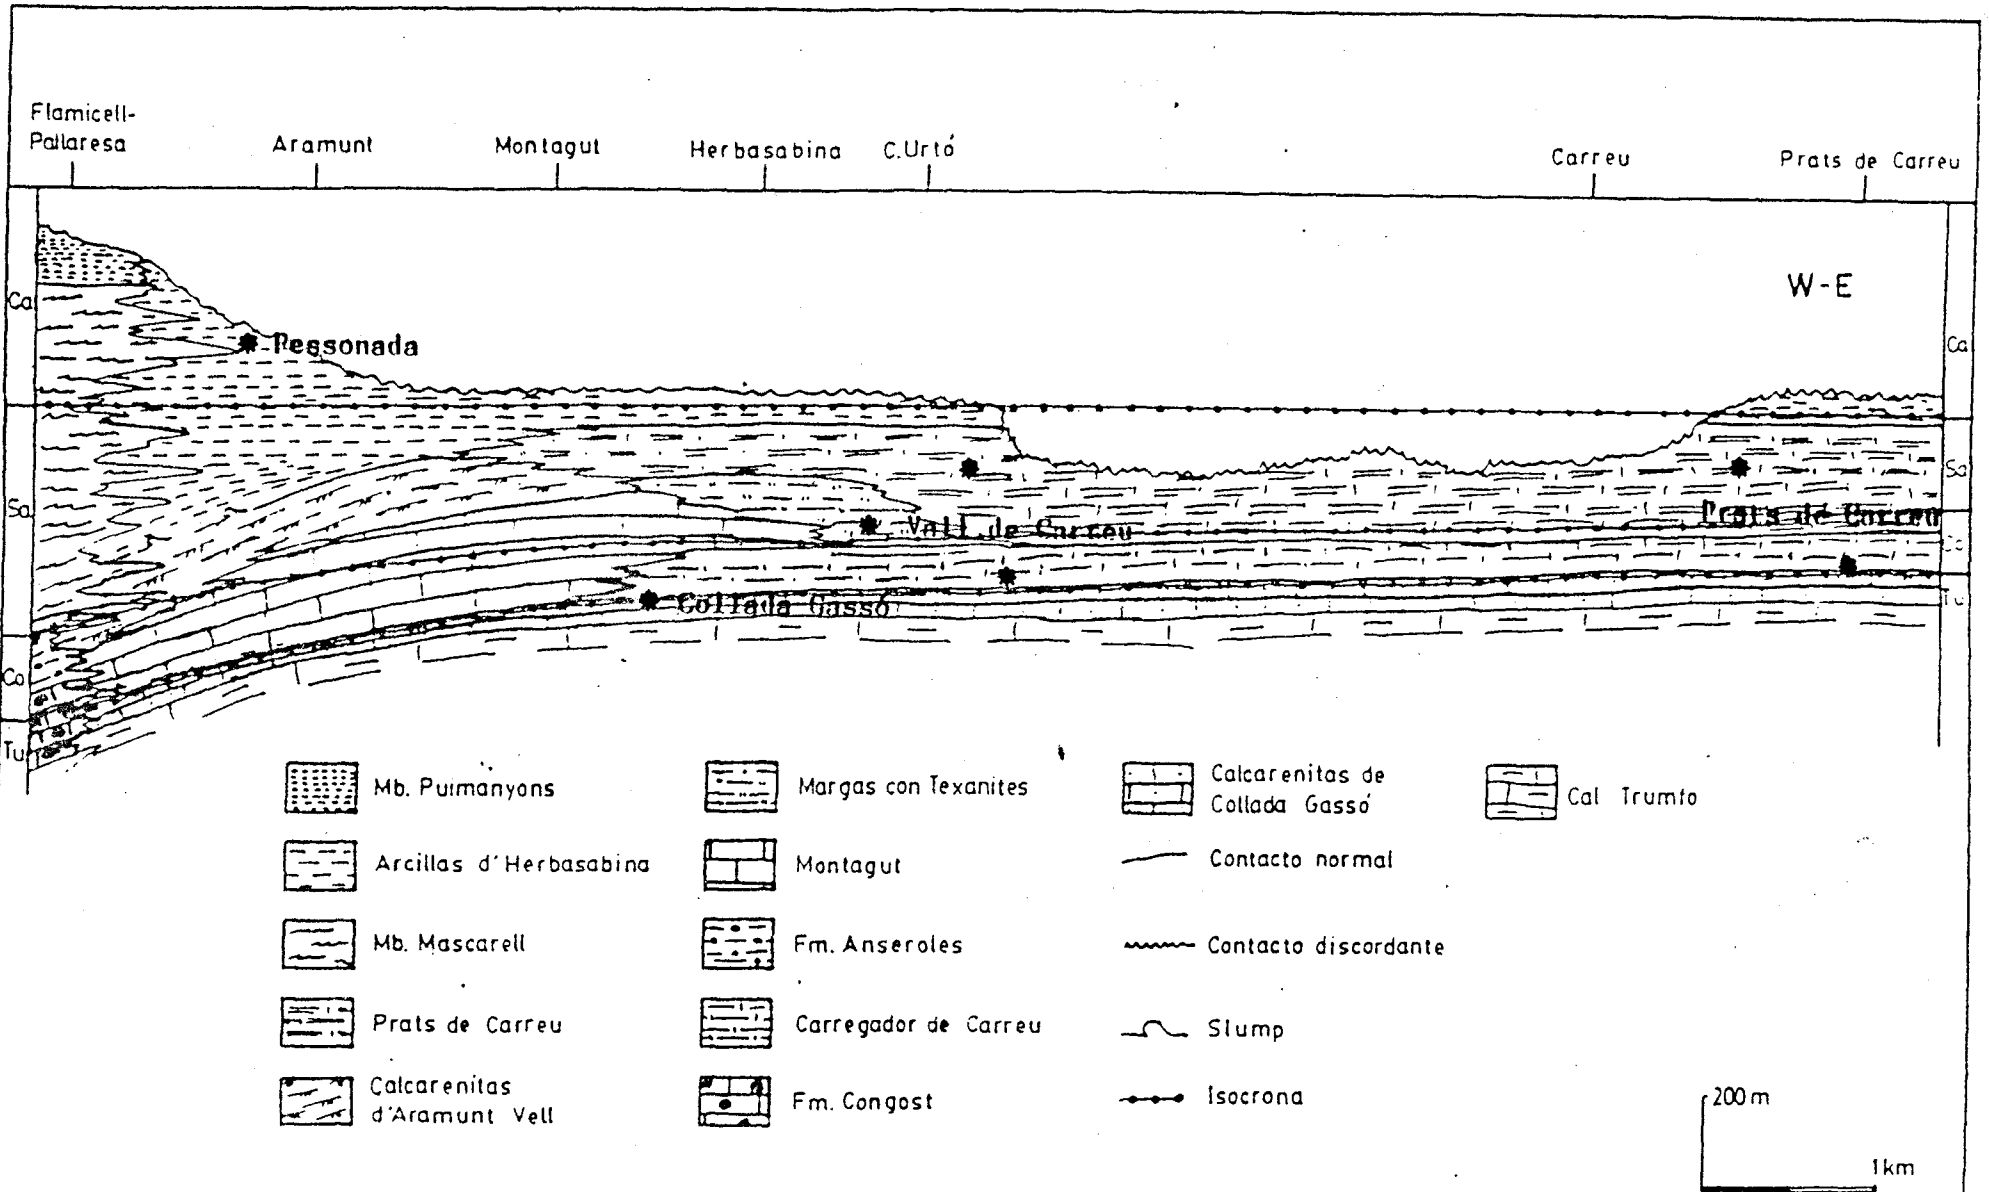 Flamicell-
Pallaresa
Aramunt
Montagut
Herbasabina
C.Urtó
Carreu
Prats de Carreu
W-E
Ca
Ca
Pessonada
Sa
Sa
Vall de Carreu
Prats de Carreu
Co
Collada Gassó
Tu
Co
Tu
Mb. Puimanyons
Margas con Texanites
Calcarenitas de
Collada Gassó
Cal Trumfo
Arcillas d'Herbasabina
Montagut
Contacto normal
Mb. Mascarell
Fm. Anseroles
Contacto discordante
Prats de Carreu
Carregador de Carreu
Slump
Calcarenitas
d'Aramunt Vell
Fm. Congost
Isocrona
200 m
1 km